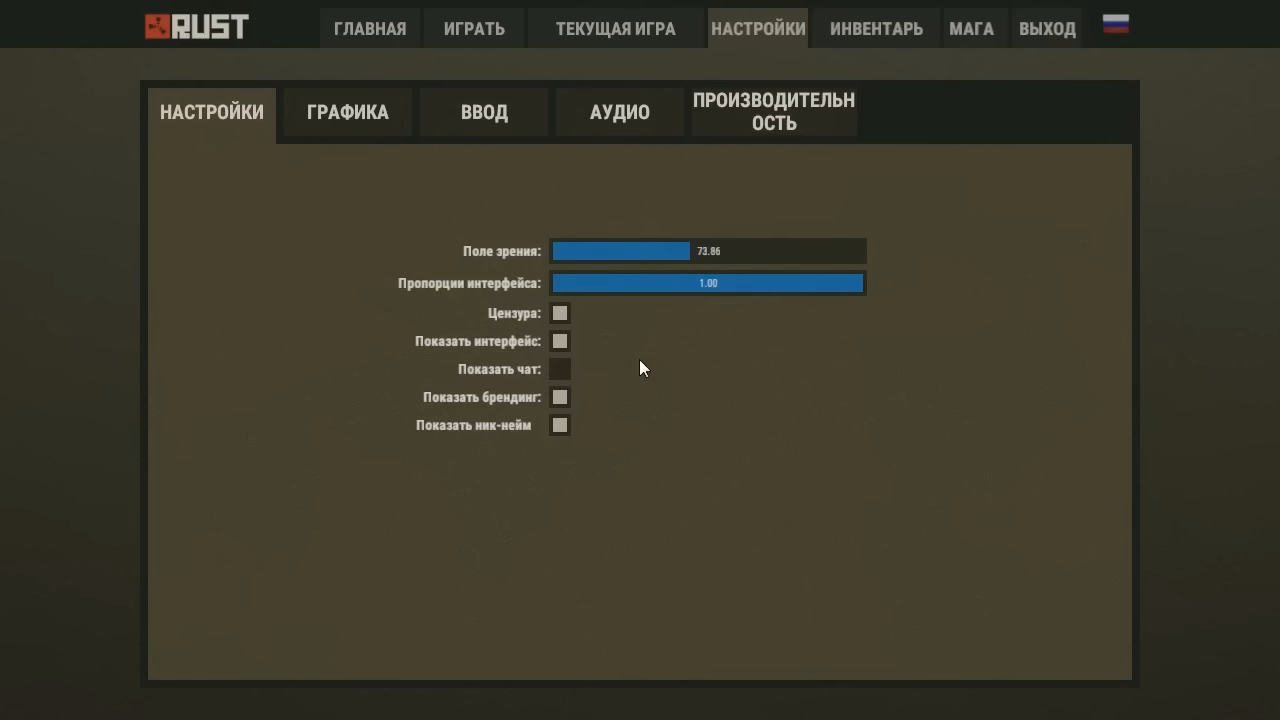 RUST
ГЛАВНАЯ
ИГРАТЬ
ТЕКУЩАЯ ИГРА
НАСТРОЙКИ
ИНВЕНТАРЬ
МАГА
ВЫХОД
НАСТРОЙКИ
ГРАФИКА
ВВОД
АУДИО
ПРОИЗВОДИТЕЛЬН
ОСТЬ
Поле зрения:
73.86
Пропорции интерфейса:
1.00
Цензура:
Показать интерфейс:
Показать чат:
Показать брендинг:
Показать ник-нейм